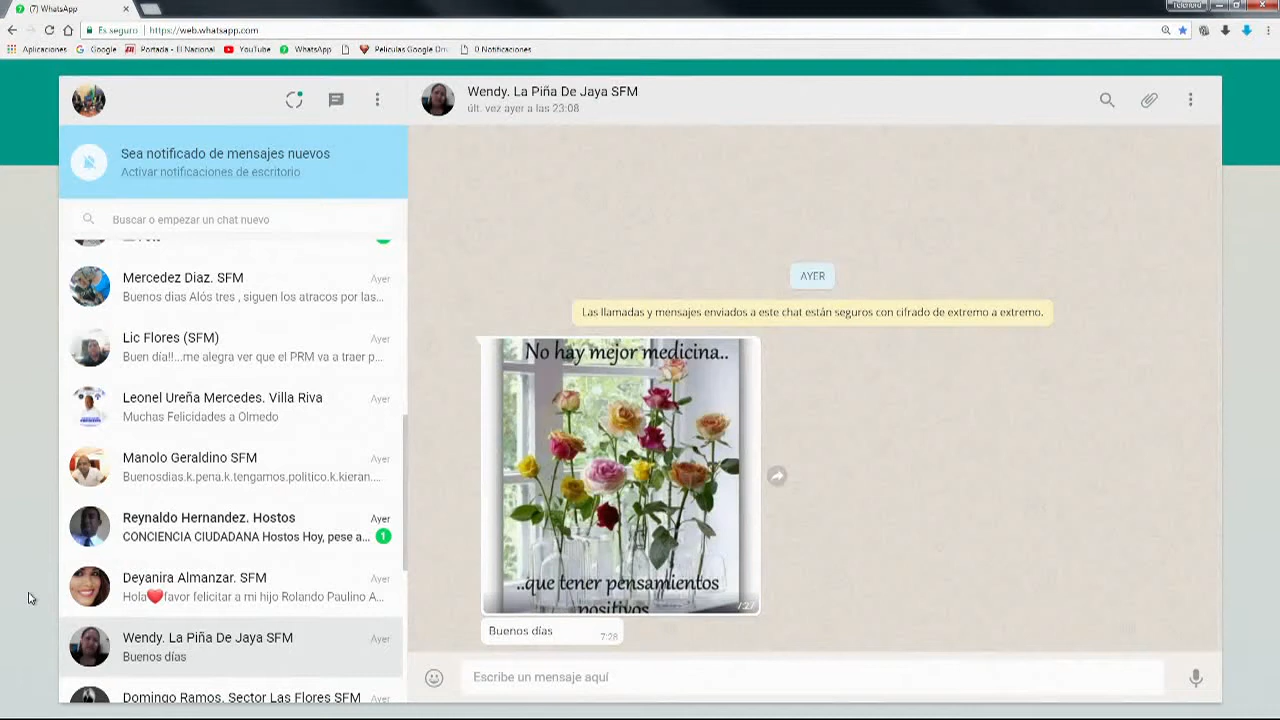 (7) WhatsApp
Es seguro | https://web.whatsapp.com
Aplicaciones Google Portada - El Nacional YouTube WhatsApp Peliculas Google Dri 0 Notificaciones
Wendy. La Piña De Jaya SFM
últ. vez ayer a las 23:08
Sea notificado de mensajes nuevos
Activar notificaciones de escritorio
Buscar o empezar un chat nuevo
Mercedez Diaz. SFM Ayer
Buenos dias Alós tres , siguen los atracos por las...
Lic Flores (SFM) Ayer
Buen día!!...me alegra ver que el PRM va a traer p...
Leonel Ureña Mercedes. Villa Riva Ayer
Muchas Felicidades a Olmedo
Manolo Geraldino SFM Ayer
Buenosdias.k.pena.k.tengamos.politico.k.kieran....
Reynaldo Hernandez. Hostos Ayer
CONCIENCIA CIUDADANA Hostos Hoy, pese a... 1
Deyanira Almanzar. SFM Ayer
Hola❤️favor felicitar a mi hijo Rolando Paulino A...
Wendy. La Piña De Jaya SFM Ayer
Buenos días
Domingo Ramos. Sector Las Flores SFM Ayer
AYER
Las llamadas y mensajes enviados a este chat están seguros con cifrado de extremo a extremo.
No hay mejor medicina..
..que tener pensamientos
positivos
7:27
Buenos días 7:28
Escribe un mensaje aquí